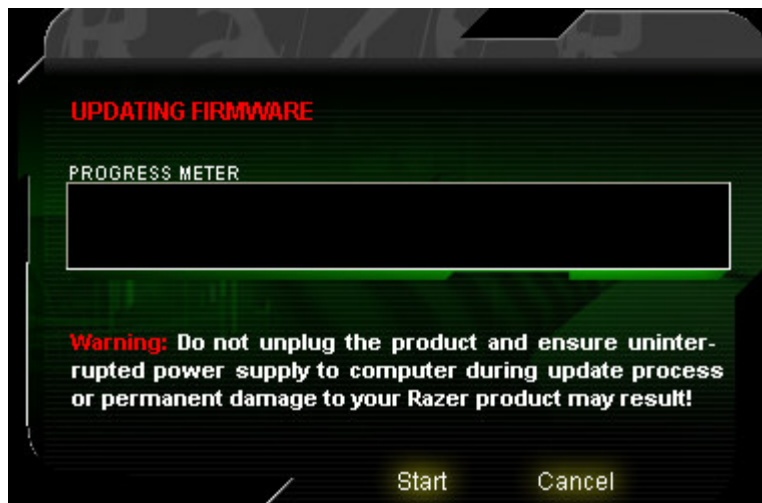 RAZER
UPDATING FIRMWARE
PROGRESS METER
Warning: Do not unplug the product and ensure uninter-
rupted power supply to computer during update process
or permanent damage to your Razer product may result!
Start Cancel